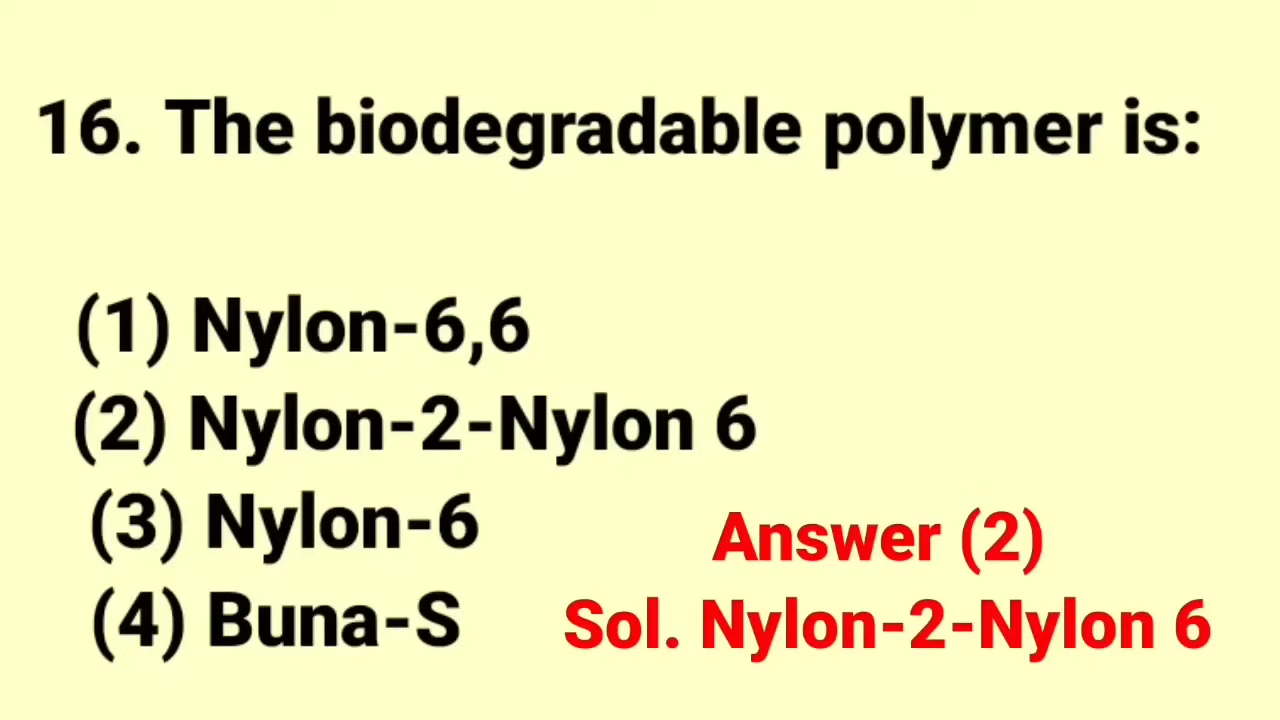 16. The biodegradable polymer is:
(1) Nylon-6,6
(2) Nylon-2-Nylon 6
(3) Nylon-6
(4) Buna-S
Answer (2)
Sol. Nylon-2-Nylon 6